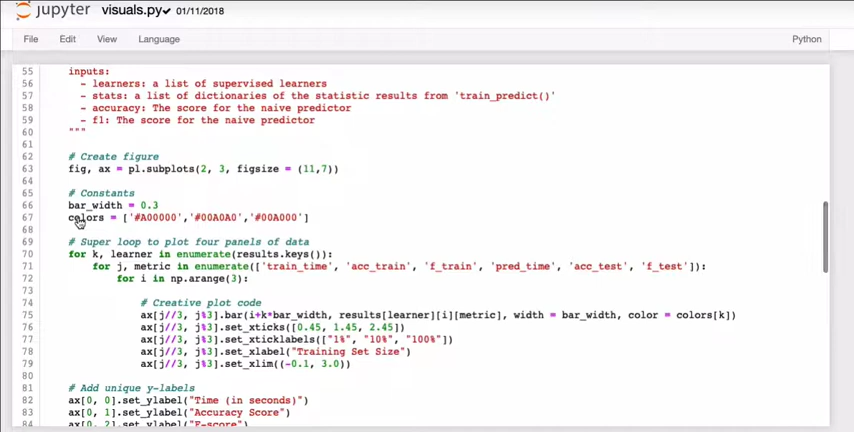 jupyter visuals.py✔ 01/11/2018
File Edit View Language Python
55 inputs:
56 - learners: a list of supervised learners
57 - stats: a list of dictionaries of the statistic results from 'train_predict()'
58 - accuracy: The score for the naive predictor
59 - f1: The score for the naive predictor
60 """
61
62 # Create figure
63 fig, ax = pl.subplots(2, 3, figsize = (11,7))
64
65 # Constants
66 bar_width = 0.3
67 colors = ['#A00000','#00A0A0','#00A000']
68
69 # Super loop to plot four panels of data
70 for k, learner in enumerate(results.keys()):
71 for j, metric in enumerate(['train_time', 'acc_train', 'f_train', 'pred_time', 'acc_test', 'f_test']):
72 for i in np.arange(3):
73
74 # Creative plot code
75 ax[j//3, j%3].bar(i+k*bar_width, results[learner][i][metric], width = bar_width, color = colors[k])
76 ax[j//3, j%3].set_xticks([0.45, 1.45, 2.45])
77 ax[j//3, j%3].set_xticklabels(["1%", "10%", "100%"])
78 ax[j//3, j%3].set_xlabel("Training Set Size")
79 ax[j//3, j%3].set_xlim((-0.1, 3.0))
80
81 # Add unique y-labels
82 ax[0, 0].set_ylabel("Time (in seconds)")
83 ax[0, 1].set_ylabel("Accuracy Score")
84 ax[0, 2].set_ylabel("F-score")